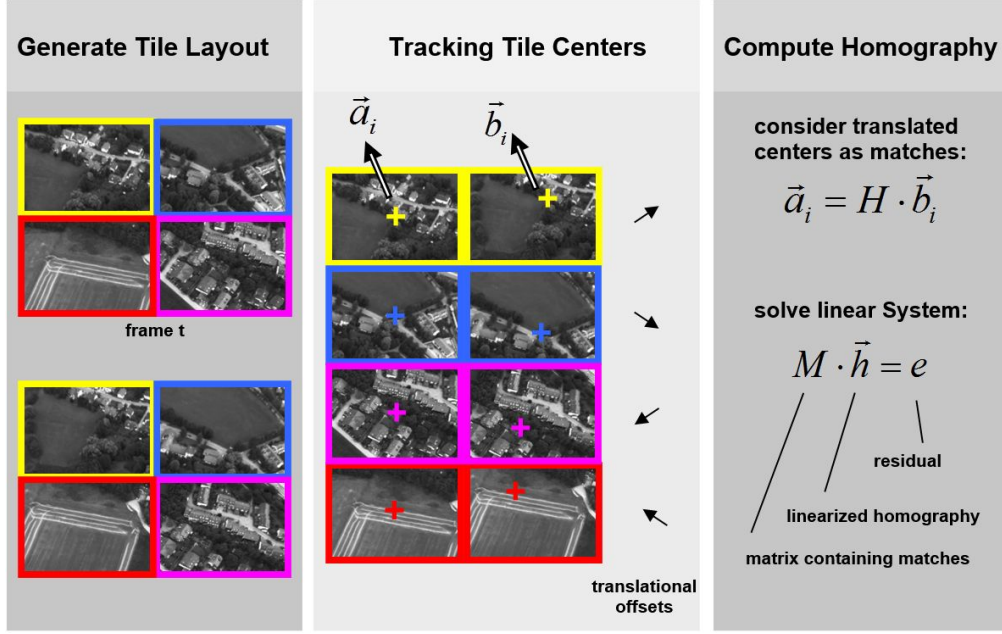 Generate Tile Layout
frame t
Tracking Tile Centers
a⃗ᵢ
b⃗ᵢ
translational
offsets
Compute Homography
consider translated
centers as matches:
a⃗ᵢ = H · b⃗ᵢ
solve linear System:
M · h⃗ = e
residual
linearized homography
matrix containing matches